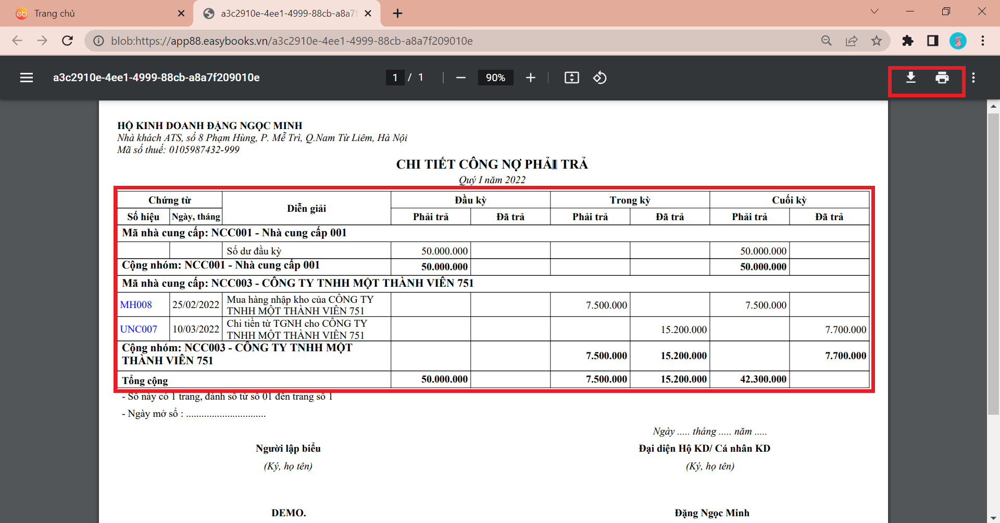 Trang chủ
a3c2910e-4ee1-4999-88cb-a8a7f
blob:https://app88.easybooks.vn/a3c2910e-4ee1-4999-88cb-a8a7f209010e
a3c2910e-4ee1-4999-88cb-a8a7f209010e
1 / 1
90%
HỘ KINH DOANH ĐẶNG NGỌC MINH
Nhà khách ATS, số 8 Phạm Hùng, P. Mễ Trì, Q.Nam Từ Liêm, Hà Nội
Mã số thuế: 0105987432-999
CHI TIẾT CÔNG NỢ PHẢI TRẢ
Quý I năm 2022
Chứng từ Diễn giải Đầu kỳ Trong kỳ Cuối kỳ
Số hiệu Ngày, tháng Phải trả Đã trả Phải trả Đã trả Phải trả Đã trả
Mã nhà cung cấp: NCC001 - Nhà cung cấp 001
Số dư đầu kỳ 50.000.000 50.000.000
Cộng nhóm: NCC001 - Nhà cung cấp 001 50.000.000 50.000.000
Mã nhà cung cấp: NCC003 - CÔNG TY TNHH MỘT THÀNH VIÊN 751
MH008 25/02/2022 Mua hàng nhập kho của CÔNG TY
TNHH MỘT THÀNH VIÊN 751 7.500.000 7.500.000
UNC007 10/03/2022 Chi tiền từ TGNH cho CÔNG TY
TNHH MỘT THÀNH VIÊN 751 15.200.000 7.700.000
Cộng nhóm: NCC003 - CÔNG TY TNHH MỘT
THÀNH VIÊN 751 7.500.000 15.200.000 7.700.000
Tổng cộng 50.000.000 7.500.000 15.200.000 42.300.000
- Sổ này có 1 trang, đánh số từ số 01 đến trang số 1
- Ngày mở sổ : ................................
Ngày ..... tháng ..... năm .....
Người lập biểu Đại diện Hộ KD/ Cá nhân KD
(Ký, họ tên) (Ký, họ tên)
DEMO. Đặng Ngọc Minh